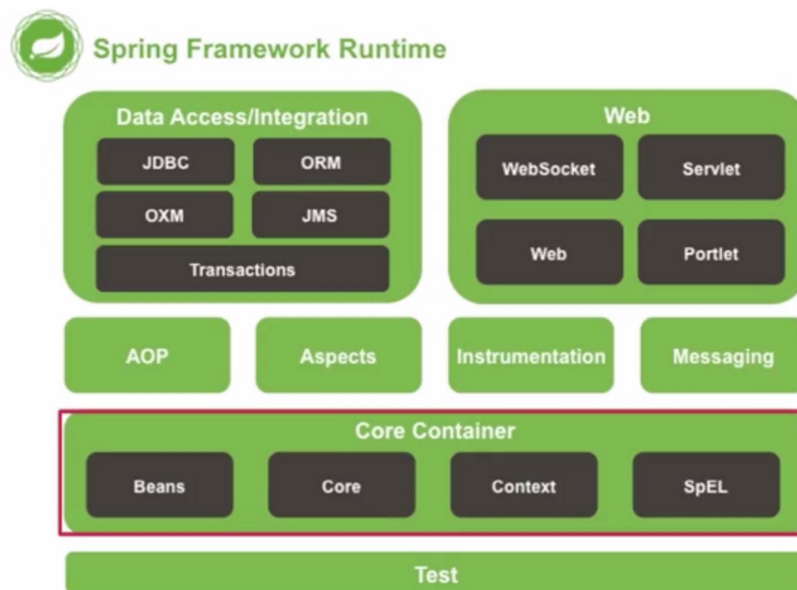 Spring Framework Runtime
Data Access/Integration
JDBC
ORM
OXM
JMS
Transactions
Web
WebSocket
Servlet
Web
Portlet
AOP
Aspects
Instrumentation
Messaging
Core Container
Beans
Core
Context
SpEL
Test